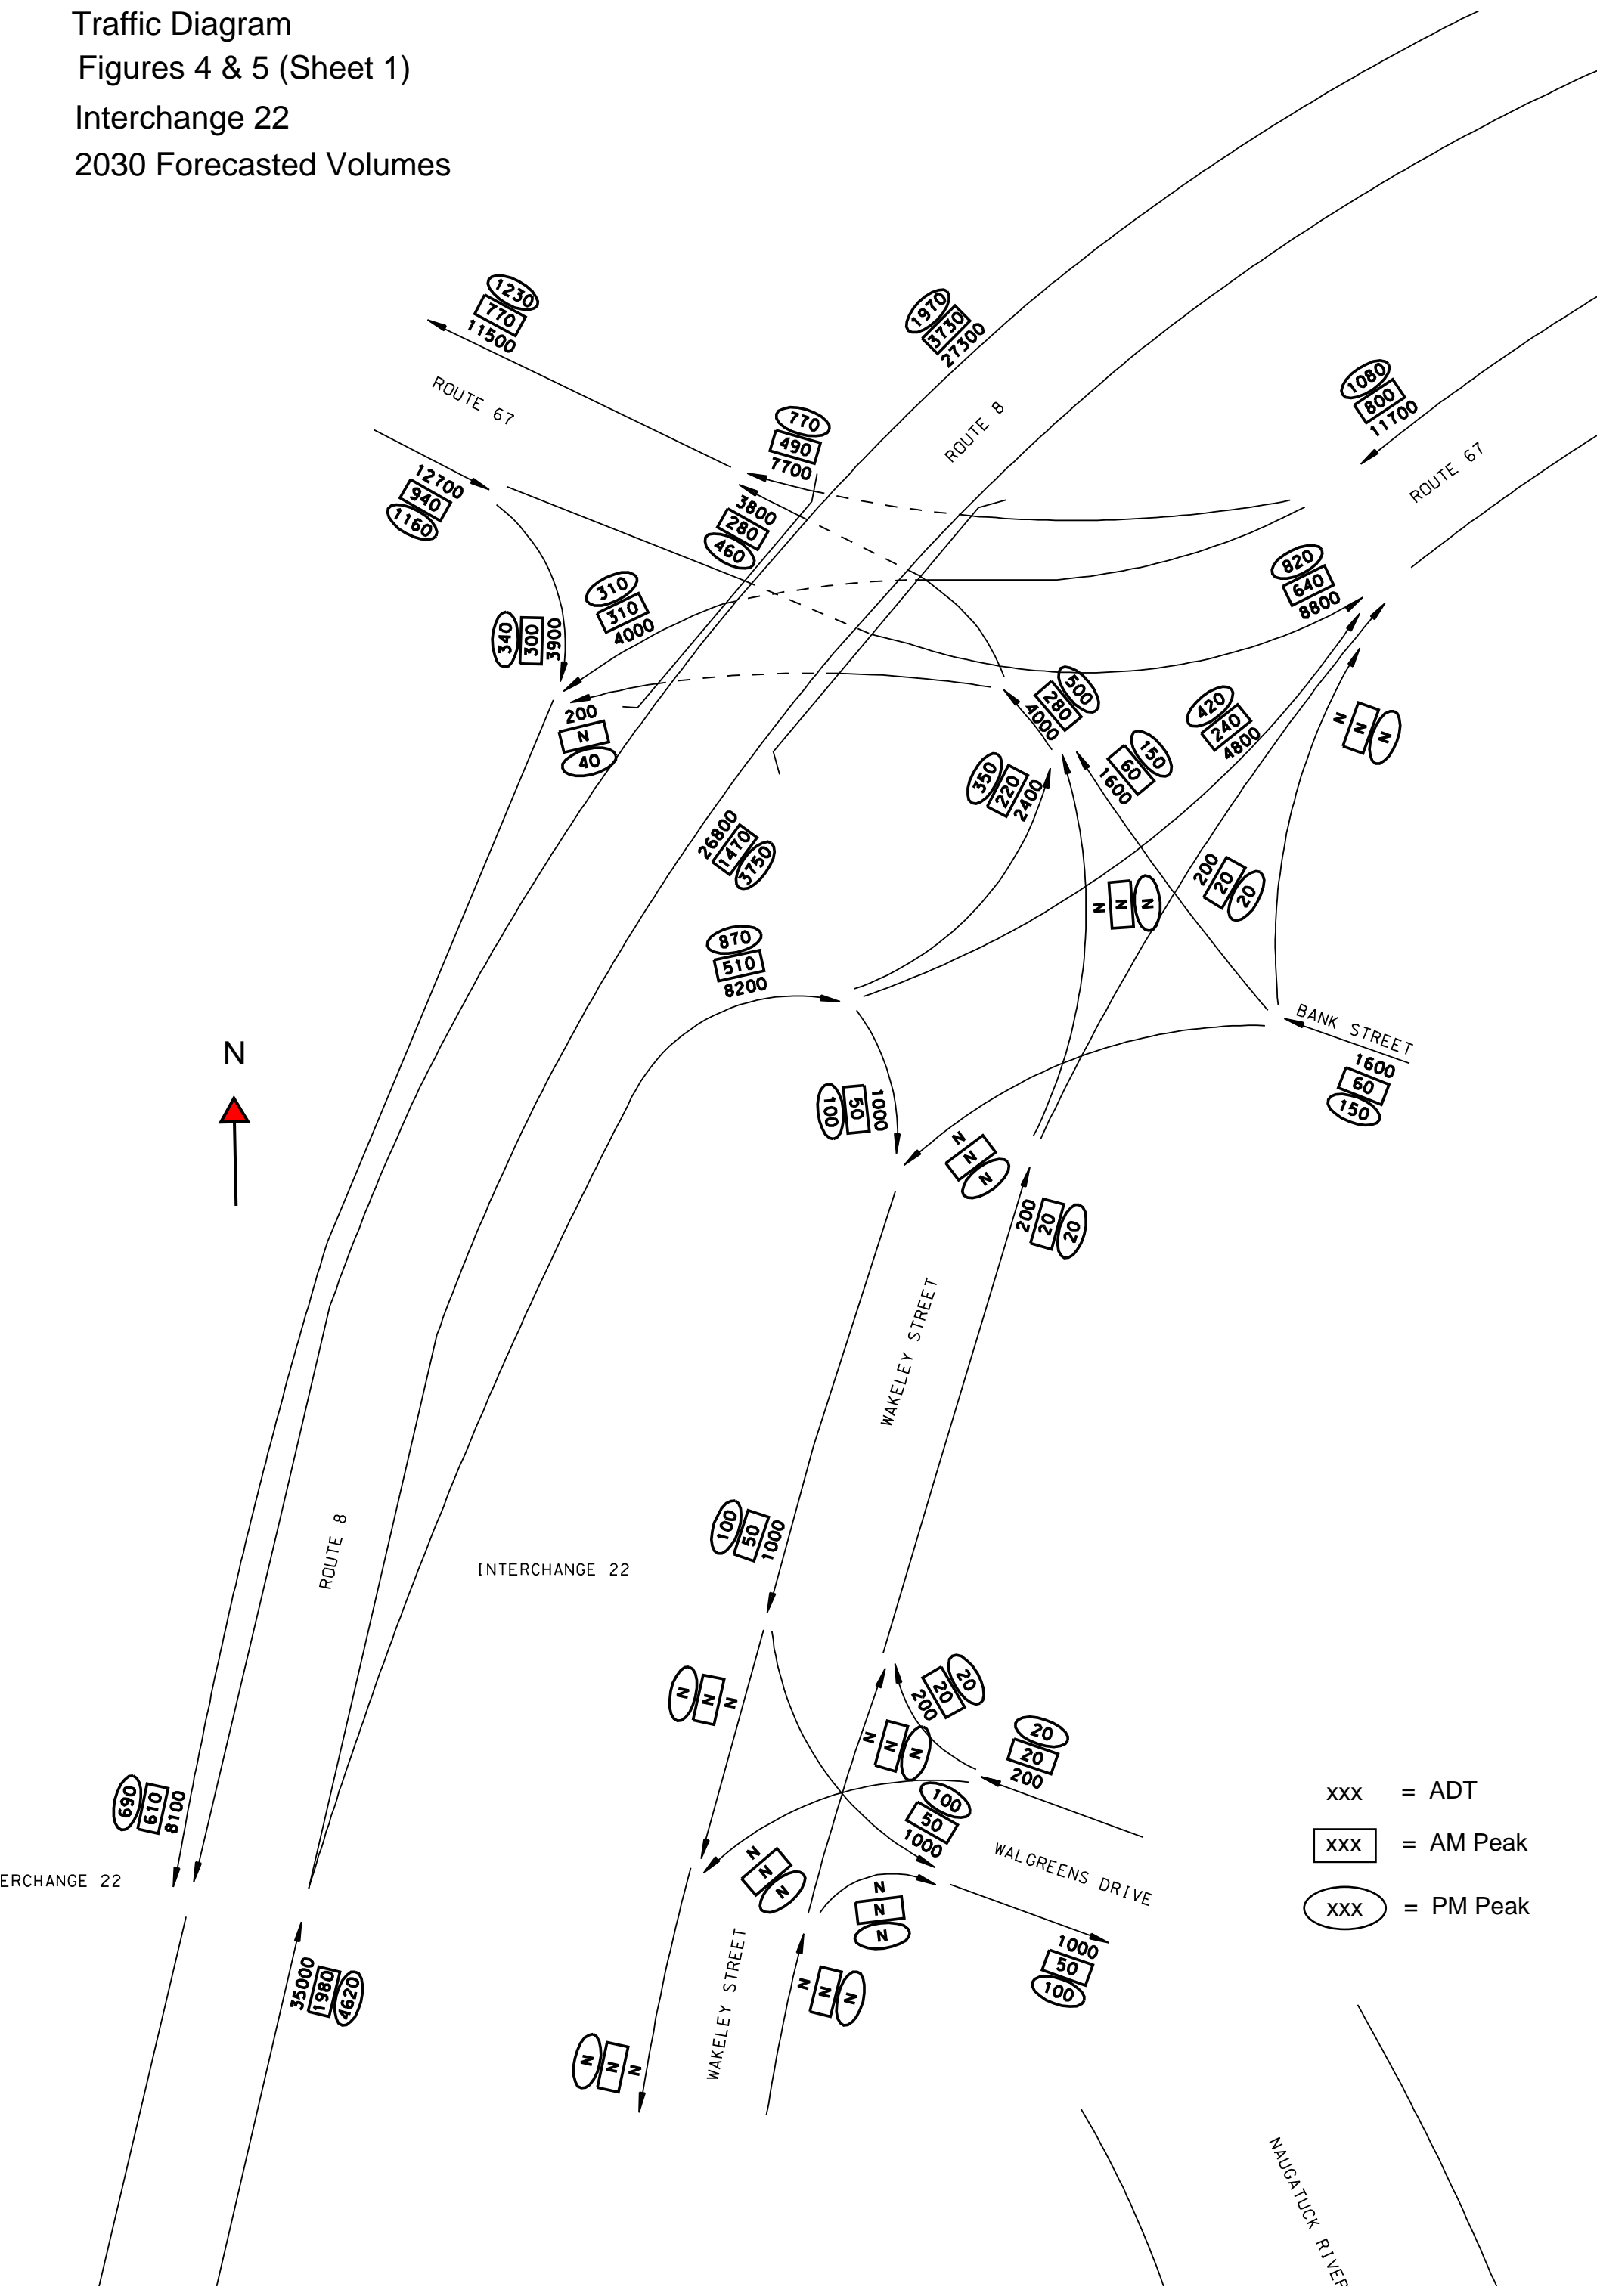 Traffic Diagram
Figures 4 & 5 (Sheet 1)
Interchange 22
2030 Forecasted Volumes
1230
770
11500
ROUTE 67
12700
940
1160
1970
3730
27300
ROUTE 8
1080
800
11700
ROUTE 67
770
490
7700
3800
280
460
310
310
4000
340
300
3900
200
N
40
820
640
8800
500
280
4000
420
240
4800
N
N
N
150
60
1600
350
220
2400
26800
1470
3750
200
20
20
N
N
N
870
510
8200
BANK STREET
1600
60
150
N
100
50
1000
N
N
N
200
20
20
WAKELEY STREET
100
50
1000
ROUTE 8
INTERCHANGE 22
N
N
N
20
20
200
N
N
N
20
20
200
100
50
1000
WALGREENS DRIVE
690
610
8100
ERCHANGE 22
N
N
N
N
N
N
1000
50
100
35000
1980
4620
WAKELEY STREET
N
N
N
N
N
N
xxx = ADT
xxx = AM Peak
xxx = PM Peak
NAUGATUCK RIVER